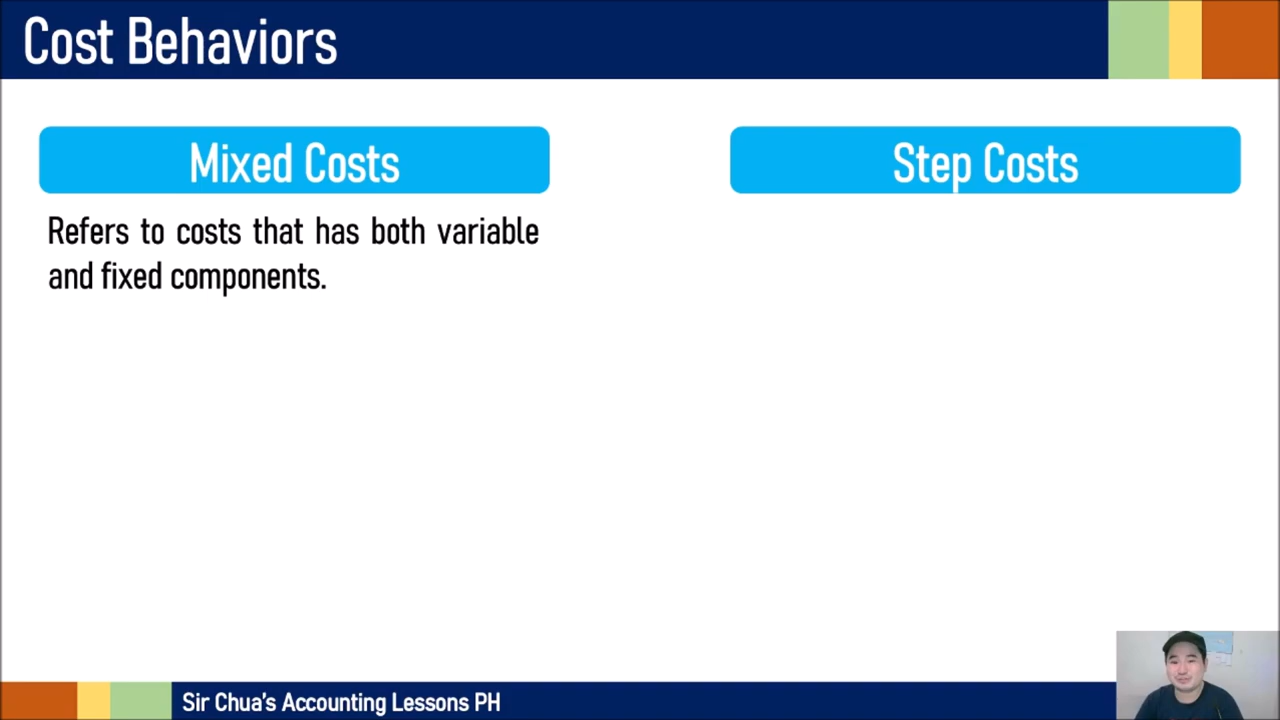 Cost Behaviors
Mixed Costs
Refers to costs that has both variable
and fixed components.
Step Costs
Sir Chua's Accounting Lessons PH